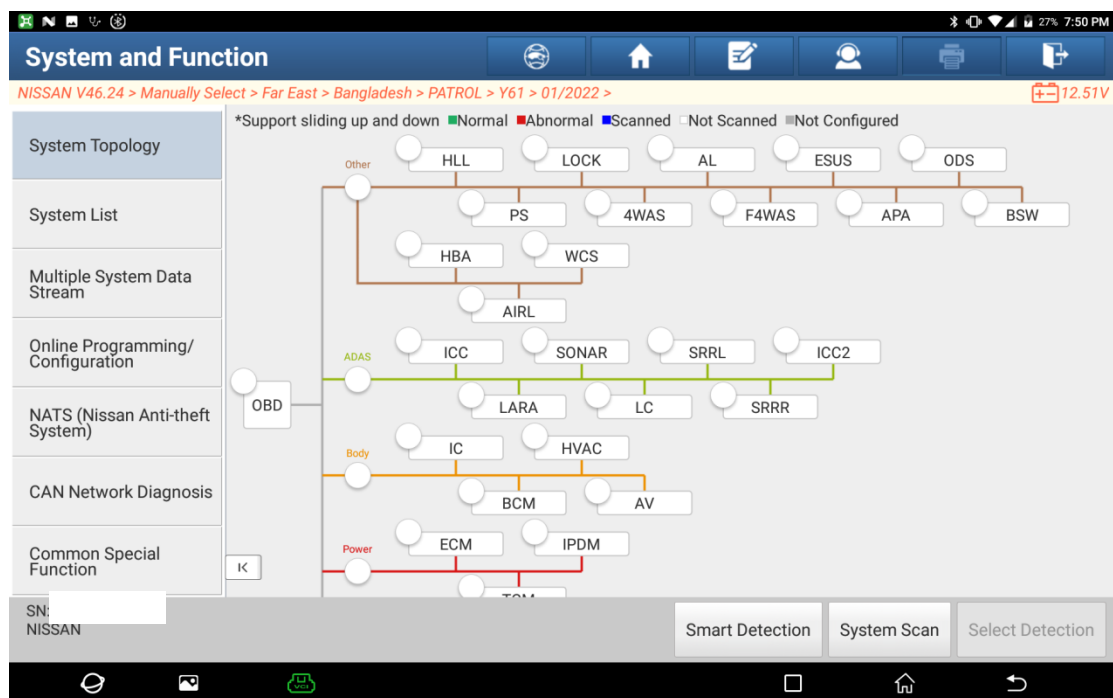 27% 7:50 PM
System and Function
NISSAN V46.24 > Manually Select > Far East > Bangladesh > PATROL > Y61 > 01/2022 >
12.51V
System Topology
System List
Multiple System Data
Stream
Online Programming/
Configuration
NATS (Nissan Anti-theft
System)
CAN Network Diagnosis
Common Special
Function
*Support sliding up and down Normal Abnormal Scanned Not Scanned Not Configured
Other
HLL LOCK AL ESUS ODS
PS 4WAS F4WAS APA BSW
HBA WCS
AIRL
ADAS
ICC SONAR SRRL ICC2
OBD
LARA LC SRRR
Body
IC HVAC
BCM AV
Power
ECM IPDM
SN:
NISSAN
Smart Detection System Scan Select Detection
VCI